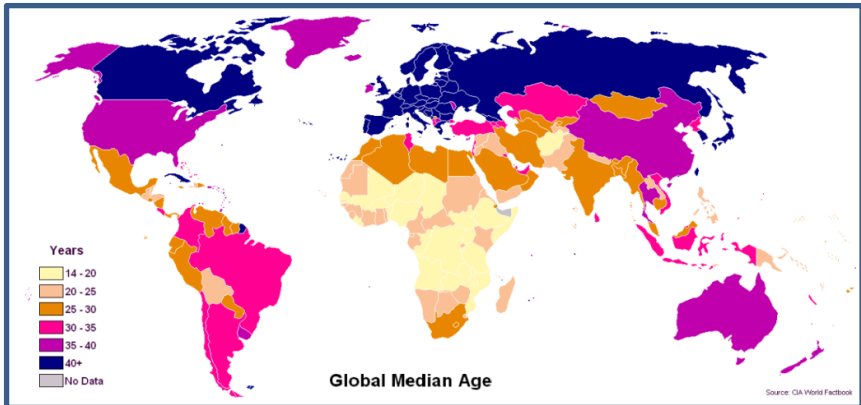 Years
14 - 20
20 - 25
25 - 30
30 - 35
35 - 40
40+
No Data
Global Median Age
Source: CIA World Factbook